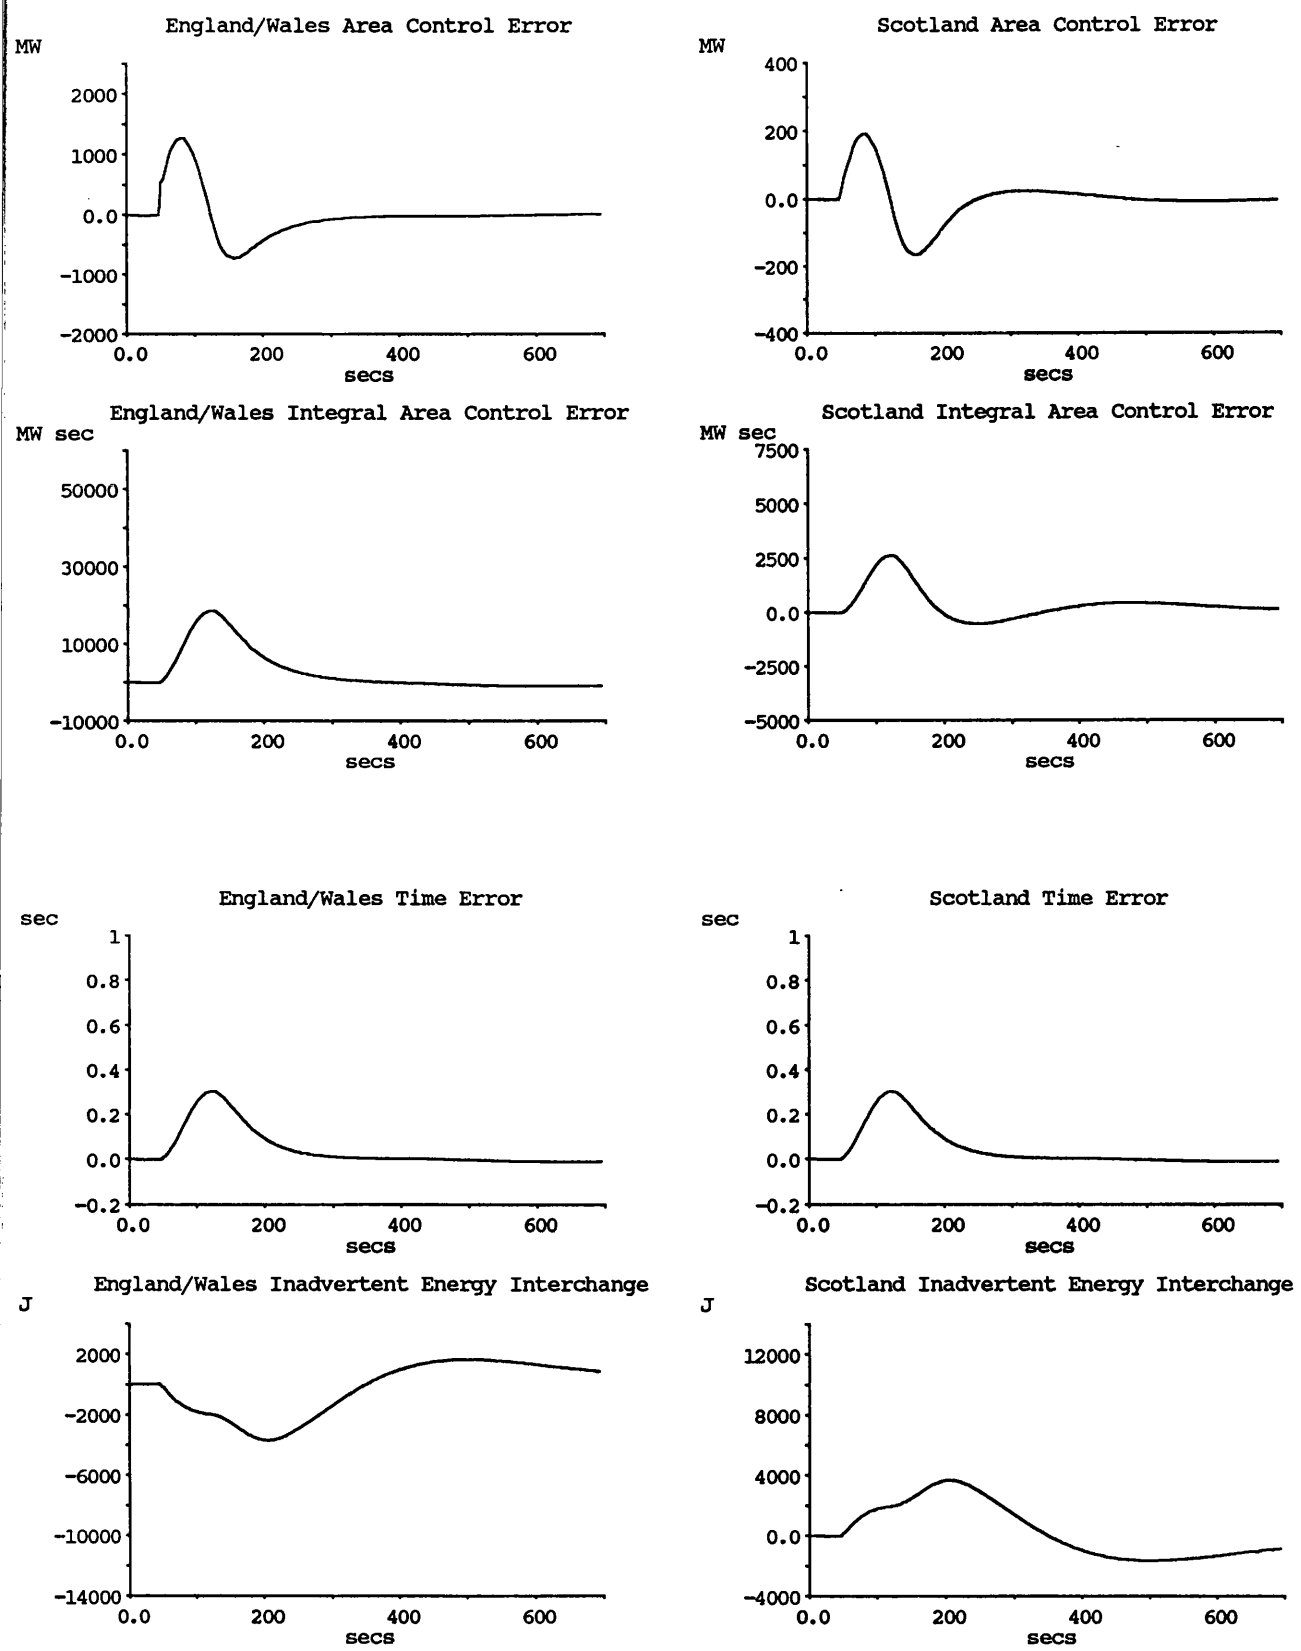 England/Wales Area Control Error
MW
2000
1000
0.0
-1000
-2000
0.0 200 400 600
secs
Scotland Area Control Error
MW
400
200
0.0
-200
-400
0.0 200 400 600
secs
England/Wales Integral Area Control Error
MW sec
50000
30000
10000
-10000
0.0 200 400 600
secs
Scotland Integral Area Control Error
MW sec
7500
5000
2500
0.0
-2500
-5000
0.0 200 400 600
secs
England/Wales Time Error
sec
1
0.8
0.6
0.4
0.2
0.0
-0.2
0.0 200 400 600
secs
Scotland Time Error
sec
1
0.8
0.6
0.4
0.2
0.0
-0.2
0.0 200 400 600
secs
England/Wales Inadvertent Energy Interchange
J
2000
-2000
-6000
-10000
-14000
0.0 200 400 600
secs
Scotland Inadvertent Energy Interchange
J
12000
8000
4000
0.0
-4000
0.0 200 400 600
secs